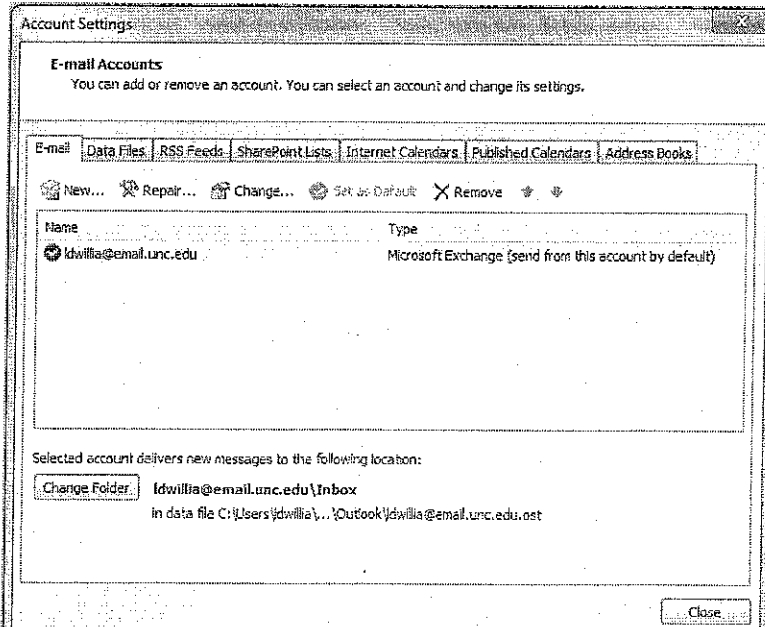 Account Settings
E-mail Accounts
You can add or remove an account. You can select an account and change its settings.
E-mail Data Files RSS Feeds SharePoint Lists Internet Calendars Published Calendars Address Books
New... Repair... Change... Set as Default Remove
Name Type
ldwillia@email.unc.edu Microsoft Exchange (send from this account by default)
Selected account delivers new messages to the following location:
Change Folder ldwillia@email.unc.edu\Inbox
in data file C:\Users\ldwillia\...\Outlook\ldwillia@email.unc.edu.ost
Close